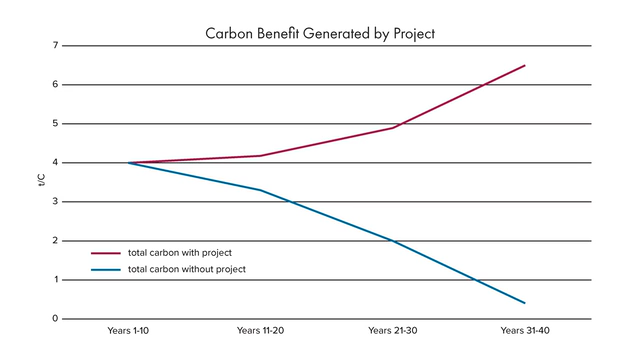 Carbon Benefit Generated by Project
7
6
5
4
3
2
1
0
t/C
total carbon with project
total carbon without project
Years 1-10
Years 11-20
Years 21-30
Years 31-40